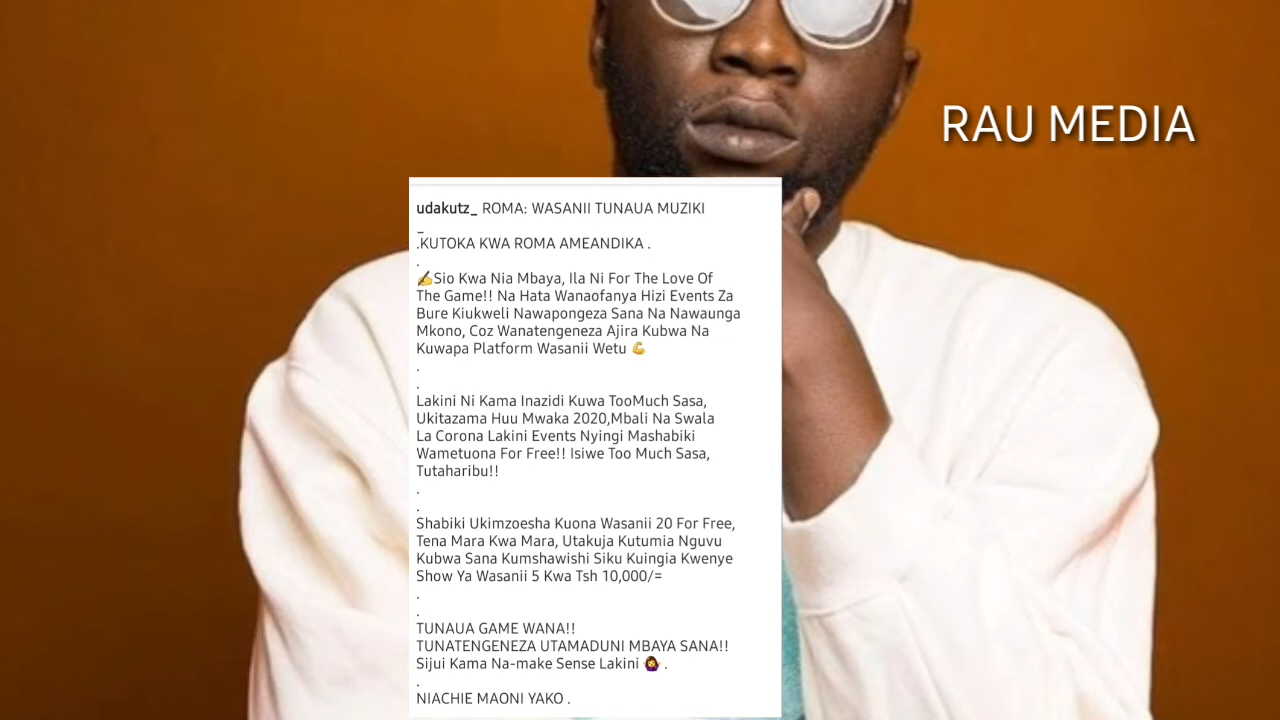 RAU MEDIA
udakutz_ ROMA: WASANII TUNAUA MUZIKI
_
.KUTOKA KWA ROMA AMEANDIKA .
.
✍️Sio Kwa Nia Mbaya, Ila Ni For The Love Of
The Game!! Na Hata Wanaofanya Hizi Events Za
Bure Kiukweli Nawapongeza Sana Na Nawaunga
Mkono, Coz Wanatengeneza Ajira Kubwa Na
Kuwapa Platform Wasanii Wetu 💪
.
.
Lakini Ni Kama Inazidi Kuwa TooMuch Sasa,
Ukitazama Huu Mwaka 2020,Mbali Na Swala
La Corona Lakini Events Nyingi Mashabiki
Wametuona For Free!! Isiwe Too Much Sasa,
Tutaharibu!!
.
.
Shabiki Ukimzoesha Kuona Wasanii 20 For Free,
Tena Mara Kwa Mara, Utakuja Kutumia Nguvu
Kubwa Sana Kumshawishi Siku Kuingia Kwenye
Show Ya Wasanii 5 Kwa Tsh 10,000/=
.
.
TUNAUA GAME WANA!!
TUNATENGENEZA UTAMADUNI MBAYA SANA!!
Sijui Kama Na-make Sense Lakini 🤷‍♀️ .
.
NIACHIE MAONI YAKO .